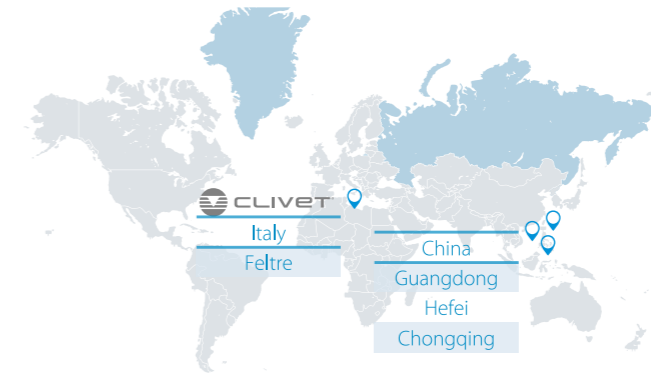 CLIVET
Italy
Feltre
China
Guangdong
Hefei
Chongqing